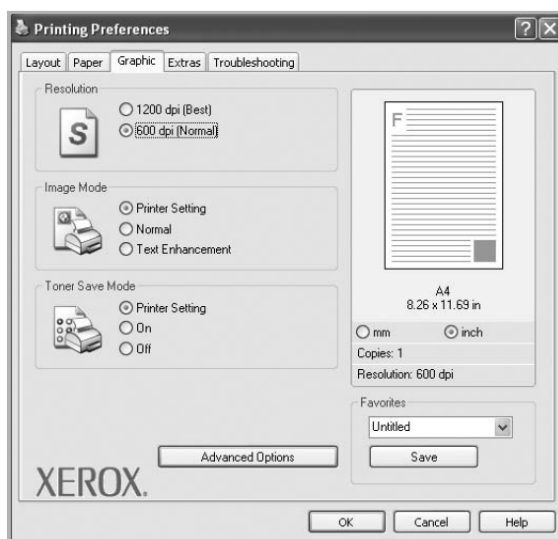 Printing Preferences
Layout Paper Graphic Extras Troubleshooting
Resolution
S
1200 dpi (Best)
600 dpi (Normal)
Image Mode
Printer Setting
Normal
Text Enhancement
Toner Save Mode
Printer Setting
On
Off
Advanced Options
XEROX.
F
A4
8.26 x 11.69 in
mm inch
Copies: 1
Resolution: 600 dpi
Favorites
Untitled
Save
OK Cancel Help